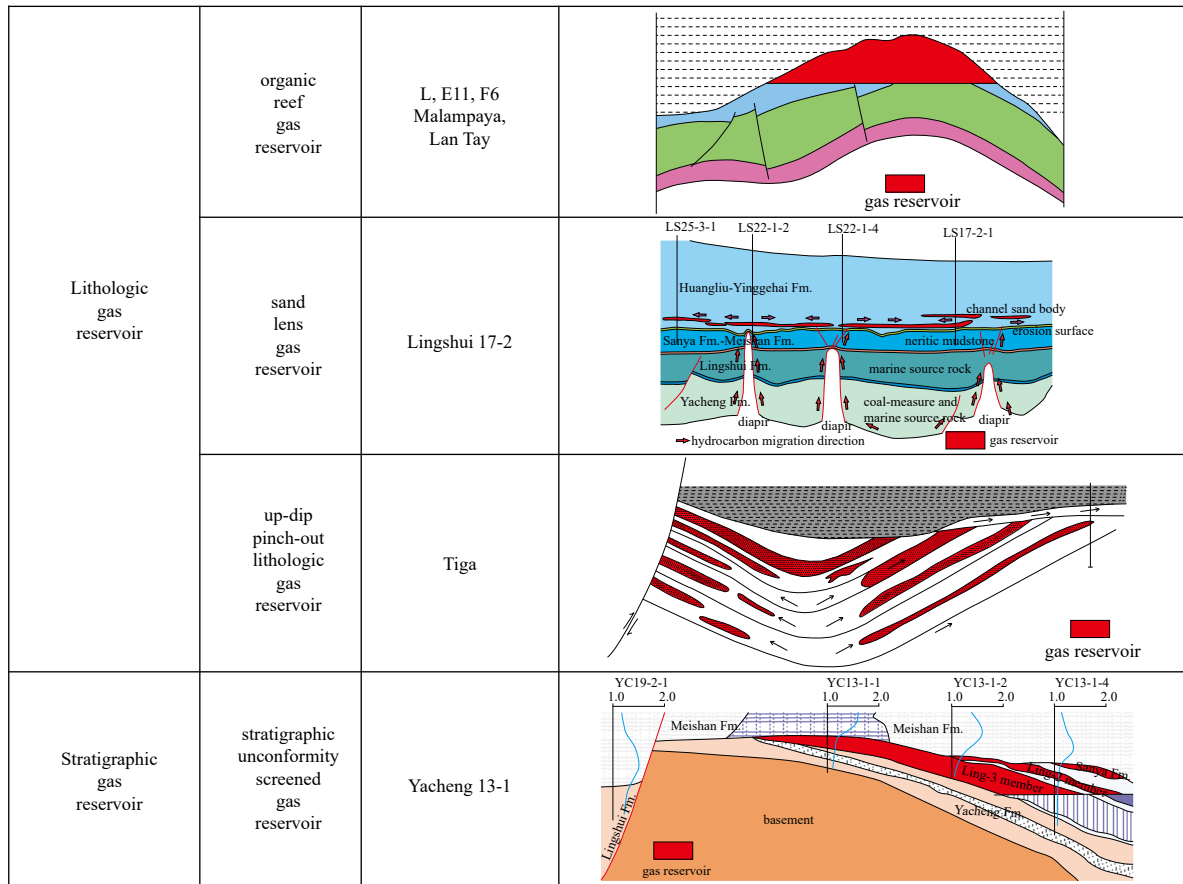 Lithologic
gas
reservoir
organic
reef
gas
reservoir
L, E11, F6
Malampaya,
Lan Tay
gas reservoir
sand
lens
gas
reservoir
Lingshui 17-2
LS25-3-1
LS22-1-2
LS22-1-4
LS17-2-1
Huangliu-Yinggehai Fm.
channel sand body
erosion surface
Sanya Fm.-Meishan Fm.
neritic mudstone
Lingshui Fm.
marine source rock
Yacheng Fm.
coal-measure and
marine source rock
diapir
diapir
diapir
hydrocarbon migration direction
gas reservoir
up-dip
pinch-out
lithologic
gas
reservoir
Tiga
gas reservoir
Stratigraphic
gas
reservoir
stratigraphic
unconformity
screened
gas
reservoir
Yacheng 13-1
YC19-2-1
YC13-1-1
YC13-1-2
YC13-1-4
1.0 2.0
1.0 2.0
1.0 2.0
1.0 2.0
Meishan Fm.
Meishan Fm.
Sanya Fm.
Ling-3 member
member
Yacheng Fm.
Lingshui Fm.
basement
gas reservoir